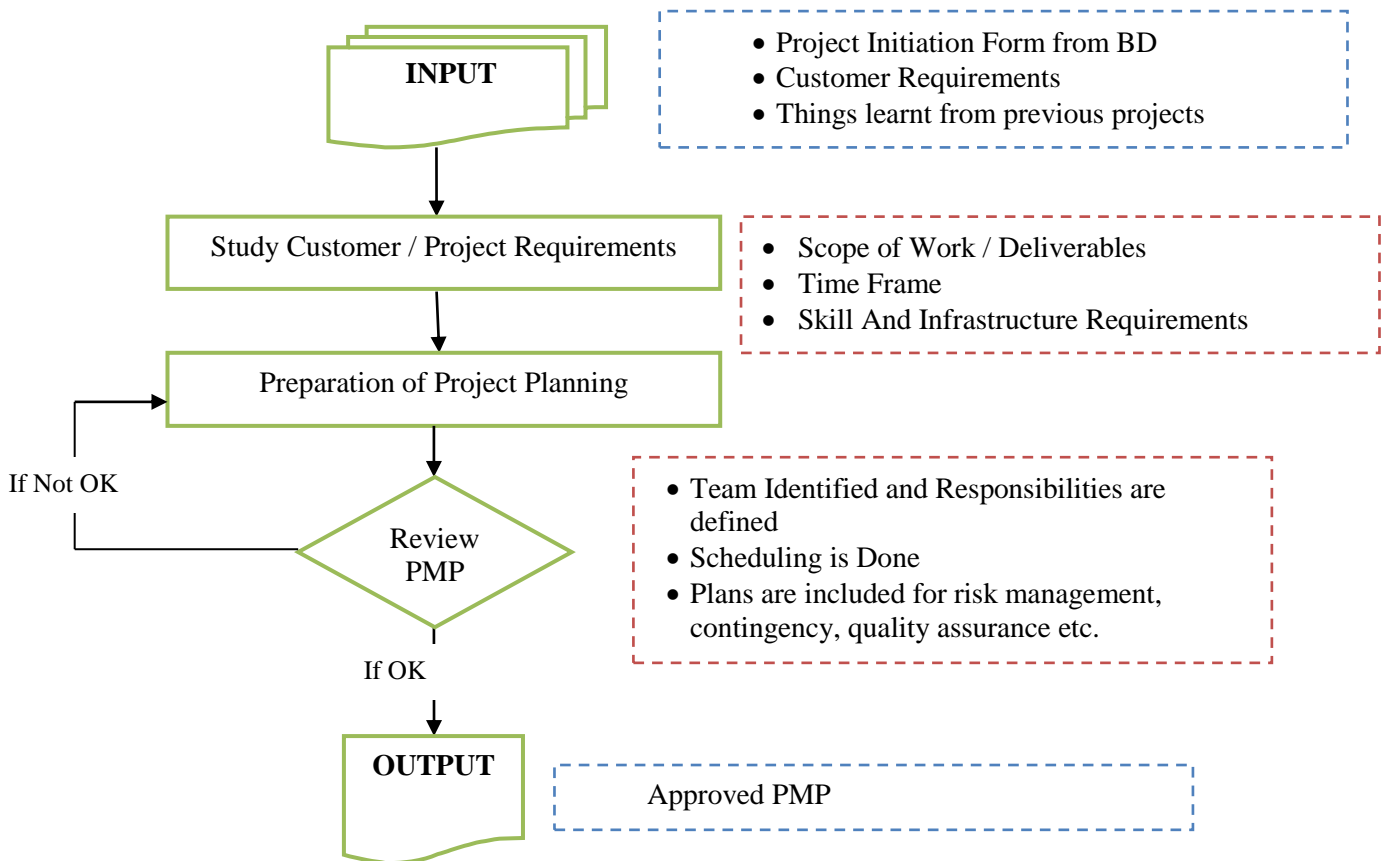 INPUT
• Project Initiation Form from BD
• Customer Requirements
• Things learnt from previous projects
Study Customer / Project Requirements
• Scope of Work / Deliverables
• Time Frame
• Skill And Infrastructure Requirements
Preparation of Project Planning
If Not OK
Review
PMP
• Team Identified and Responsibilities are
defined
• Scheduling is Done
• Plans are included for risk management,
contingency, quality assurance etc.
If OK
OUTPUT
Approved PMP